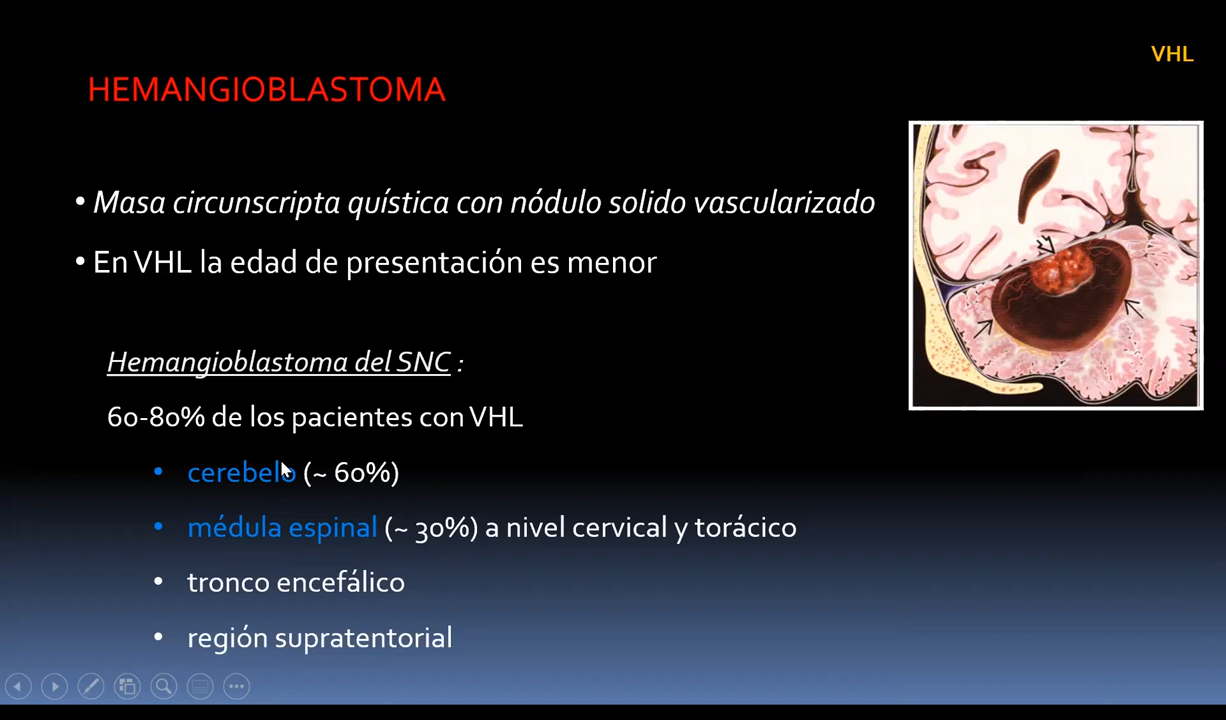 VHL
HEMANGIOBLASTOMA
• Masa circunscripta quística con nódulo solido vascularizado
• En VHL la edad de presentación es menor
Hemangioblastoma del SNC :
60-80% de los pacientes con VHL
• cerebelo (~ 60%)
• médula espinal (~ 30%) a nivel cervical y torácico
• tronco encefálico
• región supratentorial